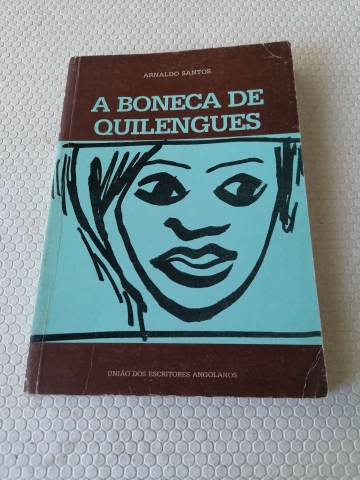 ARNALDO SANTOS
A BONECA DE
QUILENGUES
UNIÃO DOS ESCRITORES ANGOLANOS